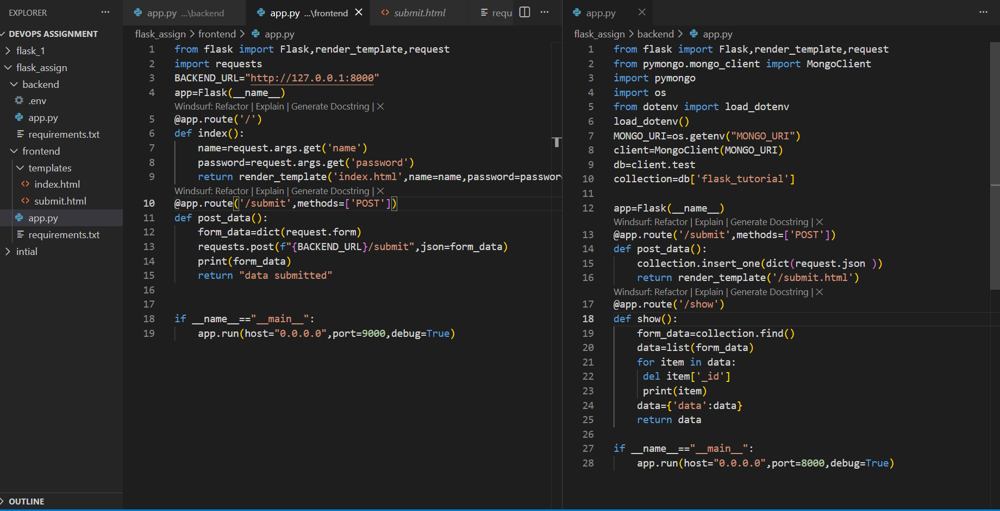 EXPLORER ···
DEVOPS ASSIGNMENT
flask_1
flask_assign
backend
.env
app.py
requirements.txt
frontend
templates
index.html
submit.html
app.py
requirements.txt
intial
OUTLINE
app.py ...\backend
app.py ...\frontend
submit.html
requ
···
flask_assign > frontend > app.py
1 from flask import Flask,render_template,request
2 import requests
3 BACKEND_URL="http://127.0.0.1:8000"
4 app=Flask(__name__)
Windsurf: Refactor | Explain | Generate Docstring | ×
5 @app.route('/')
6 def index():
7     name=request.args.get('name')
8     password=request.args.get('password')
9     return render_template('index.html',name=name,password=passwor
Windsurf: Refactor | Explain | Generate Docstring | ×
10 @app.route('/submit',methods=['POST'])
11 def post_data():
12     form_data=dict(request.form)
13     requests.post(f"{BACKEND_URL}/submit",json=form_data)
14     print(form_data)
15     return "data submitted"
16
17
18 if __name__=="__main__":
19     app.run(host="0.0.0.0",port=9000,debug=True)
app.py
···
flask_assign > backend > app.py
1 from flask import Flask,render_template,request
2 from pymongo.mongo_client import MongoClient
3 import pymongo
4 import os
5 from dotenv import load_dotenv
6 load_dotenv()
7 MONGO_URI=os.getenv("MONGO_URI")
8 client=MongoClient(MONGO_URI)
9 db=client.test
10 collection=db['flask_tutorial']
11
12 app=Flask(__name__)
Windsurf: Refactor | Explain | Generate Docstring | ×
13 @app.route('/submit',methods=['POST'])
14 def post_data():
15     collection.insert_one(dict(request.json ))
16     return render_template('/submit.html')
Windsurf: Refactor | Explain | Generate Docstring | ×
17 @app.route('/show')
18 def show():
19     form_data=collection.find()
20     data=list(form_data)
21     for item in data:
22      del item['_id']
23      print(item)
24     data={'data':data}
25     return data
26
27 if __name__=="__main__":
28     app.run(host="0.0.0.0",port=8000,debug=True)